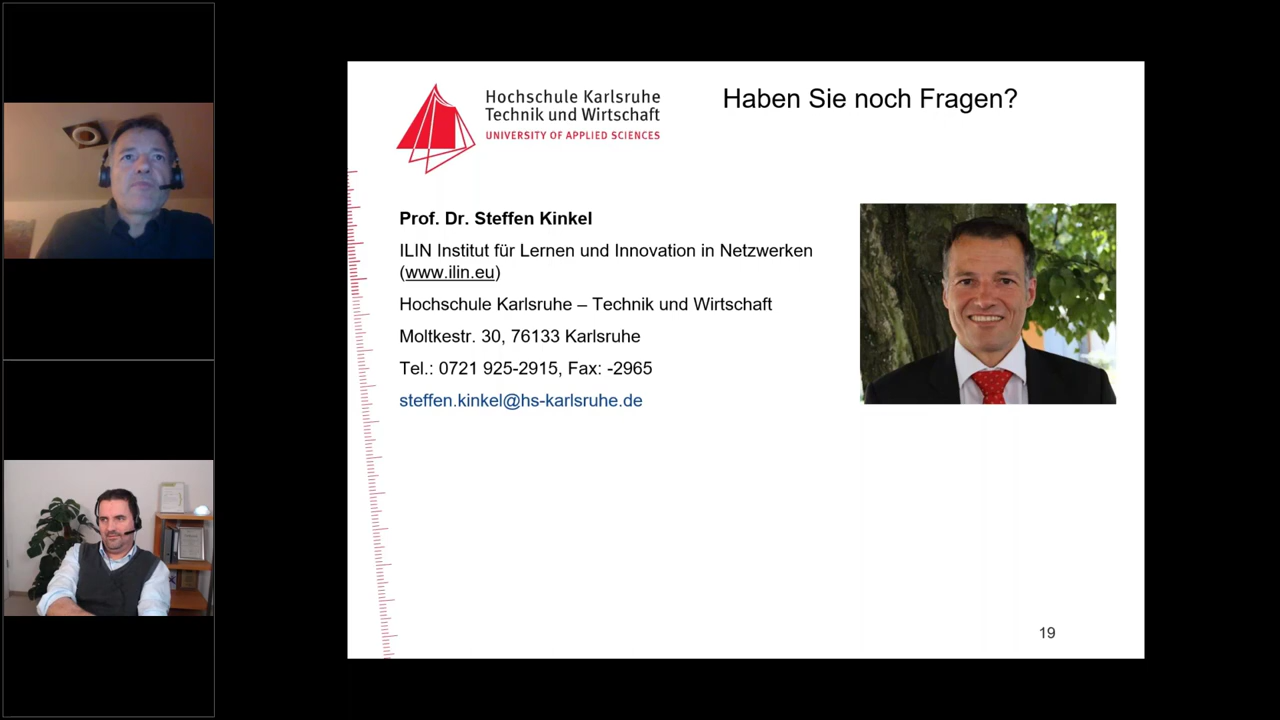 Hochschule Karlsruhe
Technik und Wirtschaft
UNIVERSITY OF APPLIED SCIENCES
Haben Sie noch Fragen?
Prof. Dr. Steffen Kinkel
ILIN Institut für Lernen und Innovation in Netzwerken
(www.ilin.eu)
Hochschule Karlsruhe – Technik und Wirtschaft
Moltkestr. 30, 76133 Karlsruhe
Tel.: 0721 925-2915, Fax: -2965
steffen.kinkel@hs-karlsruhe.de
19